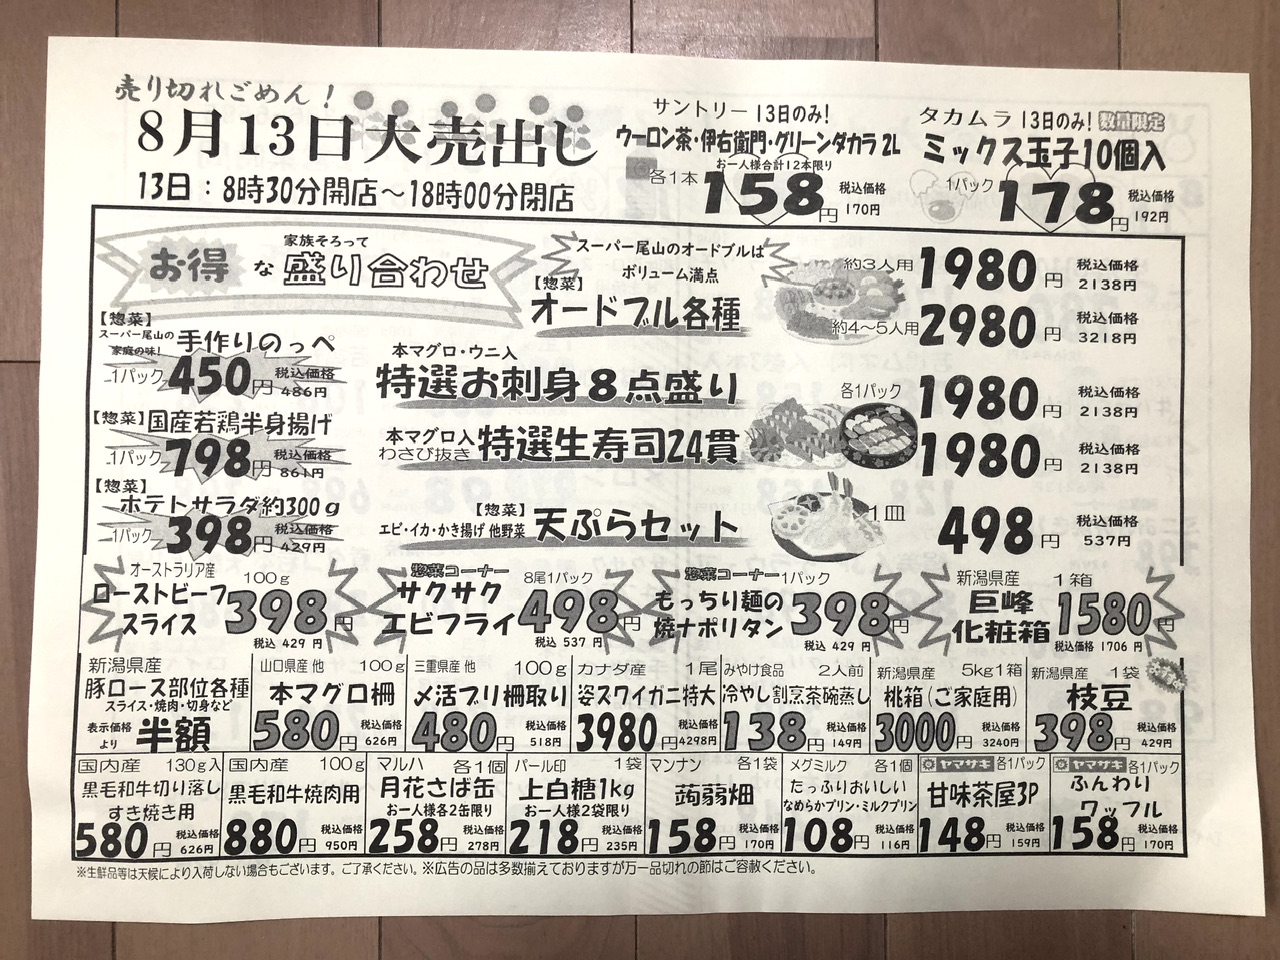 売り切れごめん！
8月13日大売出し
13日：8時30分開店～18時00分閉店
サントリー 13日のみ！
ウーロン茶・伊右衛門・グリーンダカラ 2L
お一人様合計12本限り
各1本 158円 税込価格 170円
タカムラ 13日のみ！ 数量限定
ミックス玉子10個入
1パック 178円 税込価格 192円
家族そろって
お得な盛り合わせ
スーパー尾山のオードブルは
ボリューム満点
【惣菜】
オードブル各種
約3人用 1980円 税込価格 2138円
約4～5人用 2980円 税込価格 3218円
【惣菜】
スーパー尾山の
家庭の味！
手作りのっぺ
1パック 450円 税込価格 486円
本マグロ・ウニ入
特選お刺身8点盛り
各1パック 1980円 税込価格 2138円
【惣菜】国産若鶏半身揚げ
1パック 798円 税込価格 861円
本マグロ入
わさび抜き 特選生寿司24貫
1980円 税込価格 2138円
【惣菜】
ポテトサラダ約300g
1パック 398円 税込価格 429円
【惣菜】
エビ・イカ・かき揚げ 他野菜 天ぷらセット
1皿 498円 税込価格 537円
オーストラリア産 100g
ローストビーフ
スライス
398円 税込 429円
惣菜コーナー 8尾1パック
サクサク
エビフライ
498円 税込 537円
惣菜コーナー 1パック
もっちり麺の
焼ナポリタン
398円 税込 429円
新潟県産 1箱
巨峰
化粧箱
1580円 税込価格 1706円
新潟県産
豚ロース部位各種
スライス・焼肉・切身など
表示価格より 半額
山口県産 他 100g
本マグロ柵
580円 税込価格 626円
三重県産 他 100g
〆活ブリ柵取り
480円 税込価格 518円
カナダ産 1尾
姿ズワイガニ特大
3980円 税込価格 4298円
みやけ食品 2人前
冷やし割烹茶碗蒸し
138円 税込価格 149円
新潟県産 5kg1箱
桃箱（ご家庭用）
3000円 税込価格 3240円
新潟県産 1袋
枝豆
398円 税込価格 429円
国内産 130g入
黒毛和牛切り落し
すき焼き用
580円 税込価格 626円
国内産 100g
黒毛和牛焼肉用
880円 税込価格 950円
マルハ 各1個
月花さば缶
お一人様各2缶限り
258円 税込価格 278円
パール印 1袋
上白糖1kg
お一人様2袋限り
218円 税込価格 235円
マンナン 各1袋
蒟蒻畑
158円 税込価格 170円
メグミルク 各1個
たっぷりおいしい
なめらかプリン・ミルクプリン
108円 税込価格 116円
ヤマザキ 各1パック
甘味茶屋3P
148円 税込価格 159円
ヤマザキ 各1パック
ふんわり
ワッフル
158円 税込価格 170円
※生鮮品等は天候により入荷しない場合もございます。ご了承ください。※広告の品は多数揃えておりますが万一品切れの節はご容赦ください。